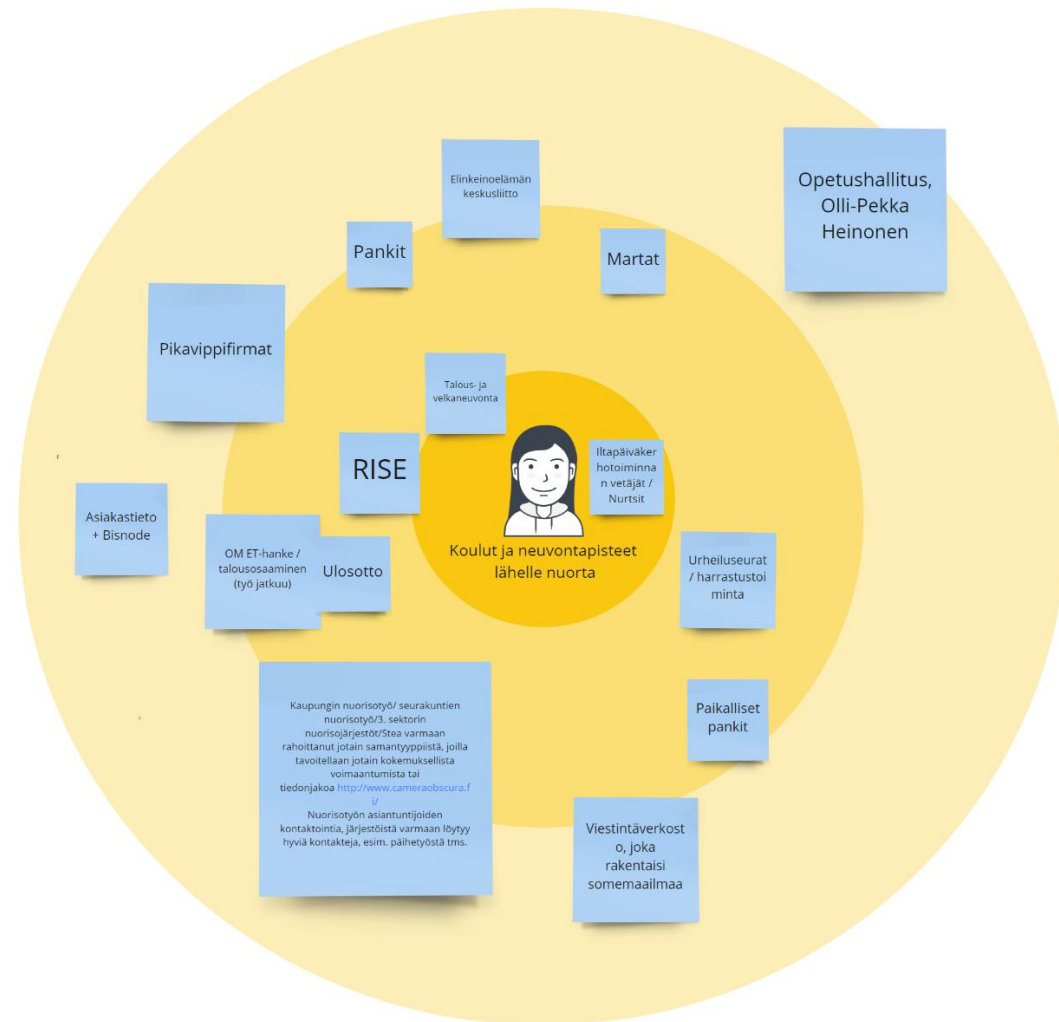 Elinkeinoelämän
keskusliitto
Opetushallitus,
Olli-Pekka
Heinonen
Pankit
Martat
Pikavippifirmat
Talous- ja
velkaneuvonta
RISE
Iltapäiväker
hotoiminna
n vetäjät /
Nurtsit
Koulut ja neuvontapisteet
lähelle nuorta
Asiakastieto
+ Bisnode
OM ET-hanke /
talousosaaminen
(työ jatkuu)
Ulosotto
Urheiluseurat
/ harrastustoi
minta
Kaupungin nuorisotyö/ seurakuntien
nuorisotyö/3. sektorin
nuorisojärjestöt/Stea varmaan
rahoittanut jotain samantyyppiistä, joilla
tavoitellaan jotain kokemuksellista
voimaantumista tai
tiedonjakoa http://www.cameraobscura.f
i/
Nuorisotyön asiantuntijoiden
kontaktointia, järjestöistä varmaan löytyy
hyviä kontakteja, esim. päihetyöstä tms.
Paikalliset
pankit
Viestintäverkost
o, joka
rakentaisi
somemaailmaa